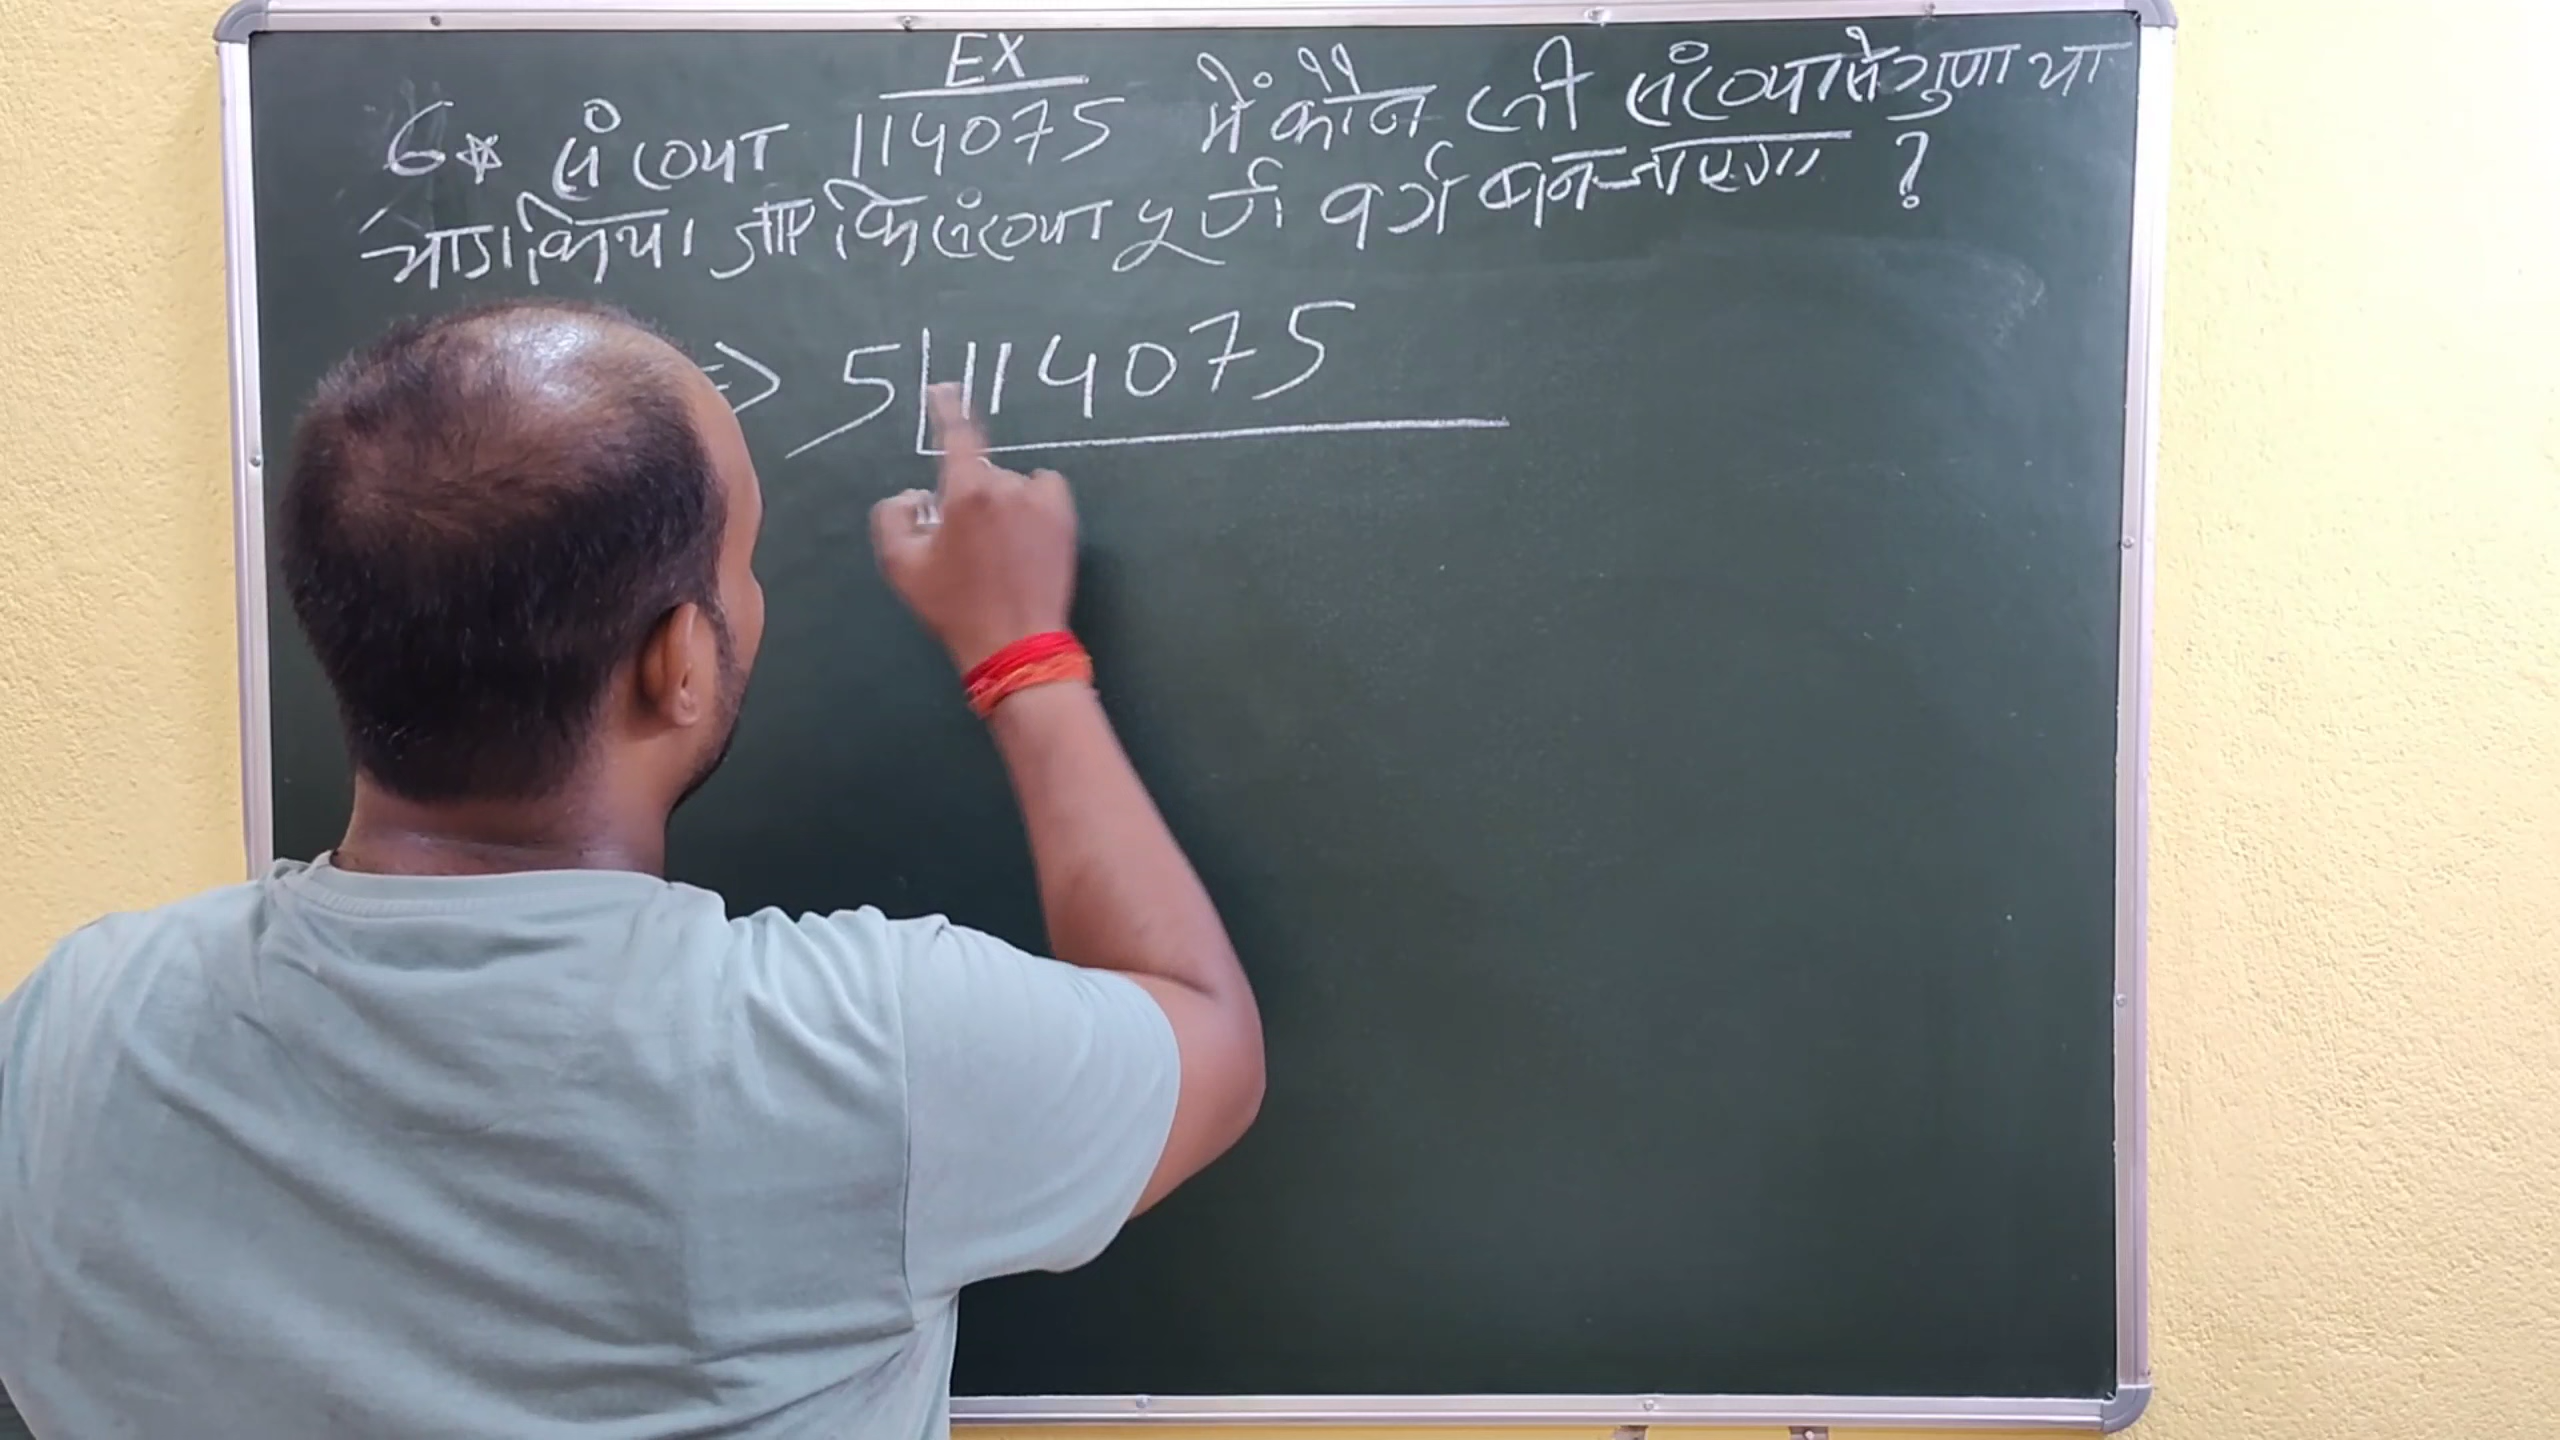 EX
6* संख्या 114075 में कौन सी संख्या से गुणा या
भाग किया जाए कि संख्या पूर्ण वर्ग बन जाएगा ?
=> 5 114075